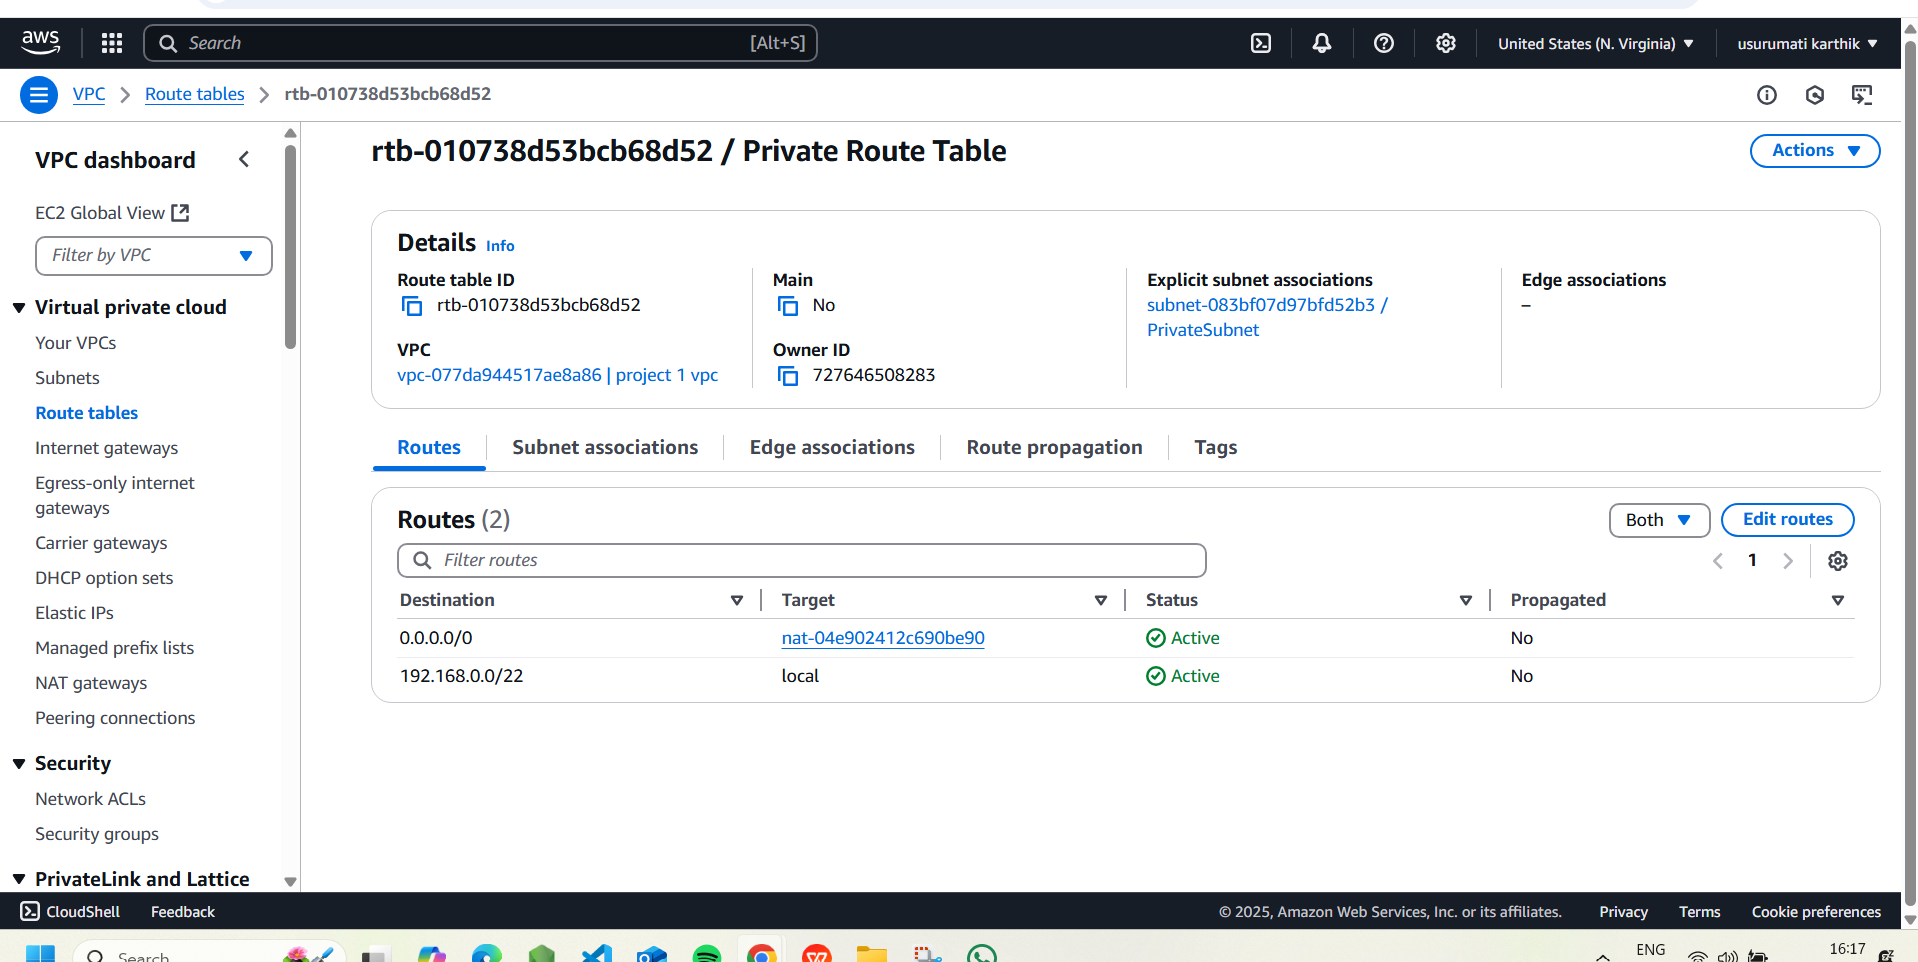 aws
Search
[Alt+S]
United States (N. Virginia)
usurumati karthik
VPC
Route tables
rtb-010738d53bcb68d52
VPC dashboard
EC2 Global View
Filter by VPC
Virtual private cloud
Your VPCs
Subnets
Route tables
Internet gateways
Egress-only internet
gateways
Carrier gateways
DHCP option sets
Elastic IPs
Managed prefix lists
NAT gateways
Peering connections
Security
Network ACLs
Security groups
PrivateLink and Lattice
rtb-010738d53bcb68d52 / Private Route Table
Actions
Details Info
Route table ID
rtb-010738d53bcb68d52
Main
No
Explicit subnet associations
subnet-083bf07d97bfd52b3 /
PrivateSubnet
Edge associations
–
VPC
vpc-077da944517ae8a86 | project 1 vpc
Owner ID
727646508283
Routes
Subnet associations
Edge associations
Route propagation
Tags
Routes (2)
Both
Edit routes
Filter routes
1
Destination Target Status Propagated
0.0.0.0/0 nat-04e902412c690be90 Active No
192.168.0.0/22 local Active No
CloudShell
Feedback
© 2025, Amazon Web Services, Inc. or its affiliates.
Privacy
Terms
Cookie preferences
Search
ENG
16:17